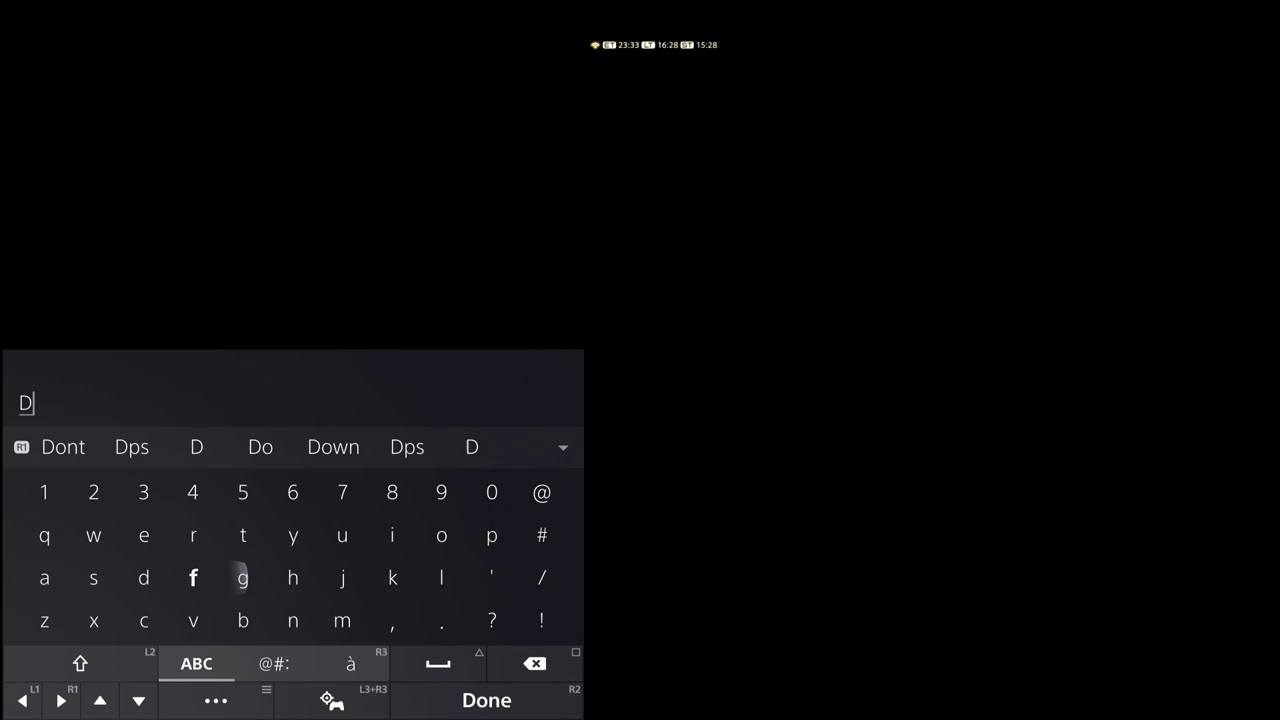 ET 23:33 LT 16:28 ST 15:28
D
R1 Dont Dps D Do Down Dps D
1 2 3 4 5 6 7 8 9 0 @
q w e r t y u i o p #
a s d f g h j k l ' /
z x c v b n m , . ? !
L2 ABC @#: à R3
L1 R1 ... L3+R3 Done R2